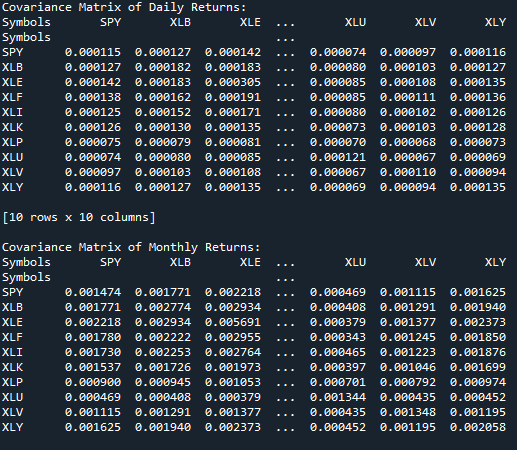 Covariance Matrix of Daily Returns:
Symbols       SPY       XLB       XLE  ...       XLU       XLV       XLY
Symbols                                ...
SPY      0.000115  0.000127  0.000142  ...  0.000074  0.000097  0.000116
XLB      0.000127  0.000182  0.000183  ...  0.000080  0.000103  0.000127
XLE      0.000142  0.000183  0.000305  ...  0.000085  0.000108  0.000135
XLF      0.000138  0.000162  0.000191  ...  0.000085  0.000111  0.000136
XLI      0.000125  0.000152  0.000171  ...  0.000080  0.000102  0.000126
XLK      0.000126  0.000130  0.000135  ...  0.000073  0.000103  0.000128
XLP      0.000075  0.000079  0.000081  ...  0.000070  0.000068  0.000073
XLU      0.000074  0.000080  0.000085  ...  0.000121  0.000067  0.000069
XLV      0.000097  0.000103  0.000108  ...  0.000067  0.000110  0.000094
XLY      0.000116  0.000127  0.000135  ...  0.000069  0.000094  0.000135
[10 rows x 10 columns]
Covariance Matrix of Monthly Returns:
Symbols       SPY       XLB       XLE  ...       XLU       XLV       XLY
Symbols                                ...
SPY      0.001474  0.001771  0.002218  ...  0.000469  0.001115  0.001625
XLB      0.001771  0.002774  0.002934  ...  0.000408  0.001291  0.001940
XLE      0.002218  0.002934  0.005691  ...  0.000379  0.001377  0.002373
XLF      0.001780  0.002222  0.002955  ...  0.000343  0.001245  0.001850
XLI      0.001730  0.002253  0.002764  ...  0.000465  0.001223  0.001876
XLK      0.001537  0.001726  0.001973  ...  0.000397  0.001046  0.001699
XLP      0.000900  0.000945  0.001053  ...  0.000701  0.000792  0.000974
XLU      0.000469  0.000408  0.000379  ...  0.001344  0.000435  0.000452
XLV      0.001115  0.001291  0.001377  ...  0.000435  0.001348  0.001195
XLY      0.001625  0.001940  0.002373  ...  0.000452  0.001195  0.002058